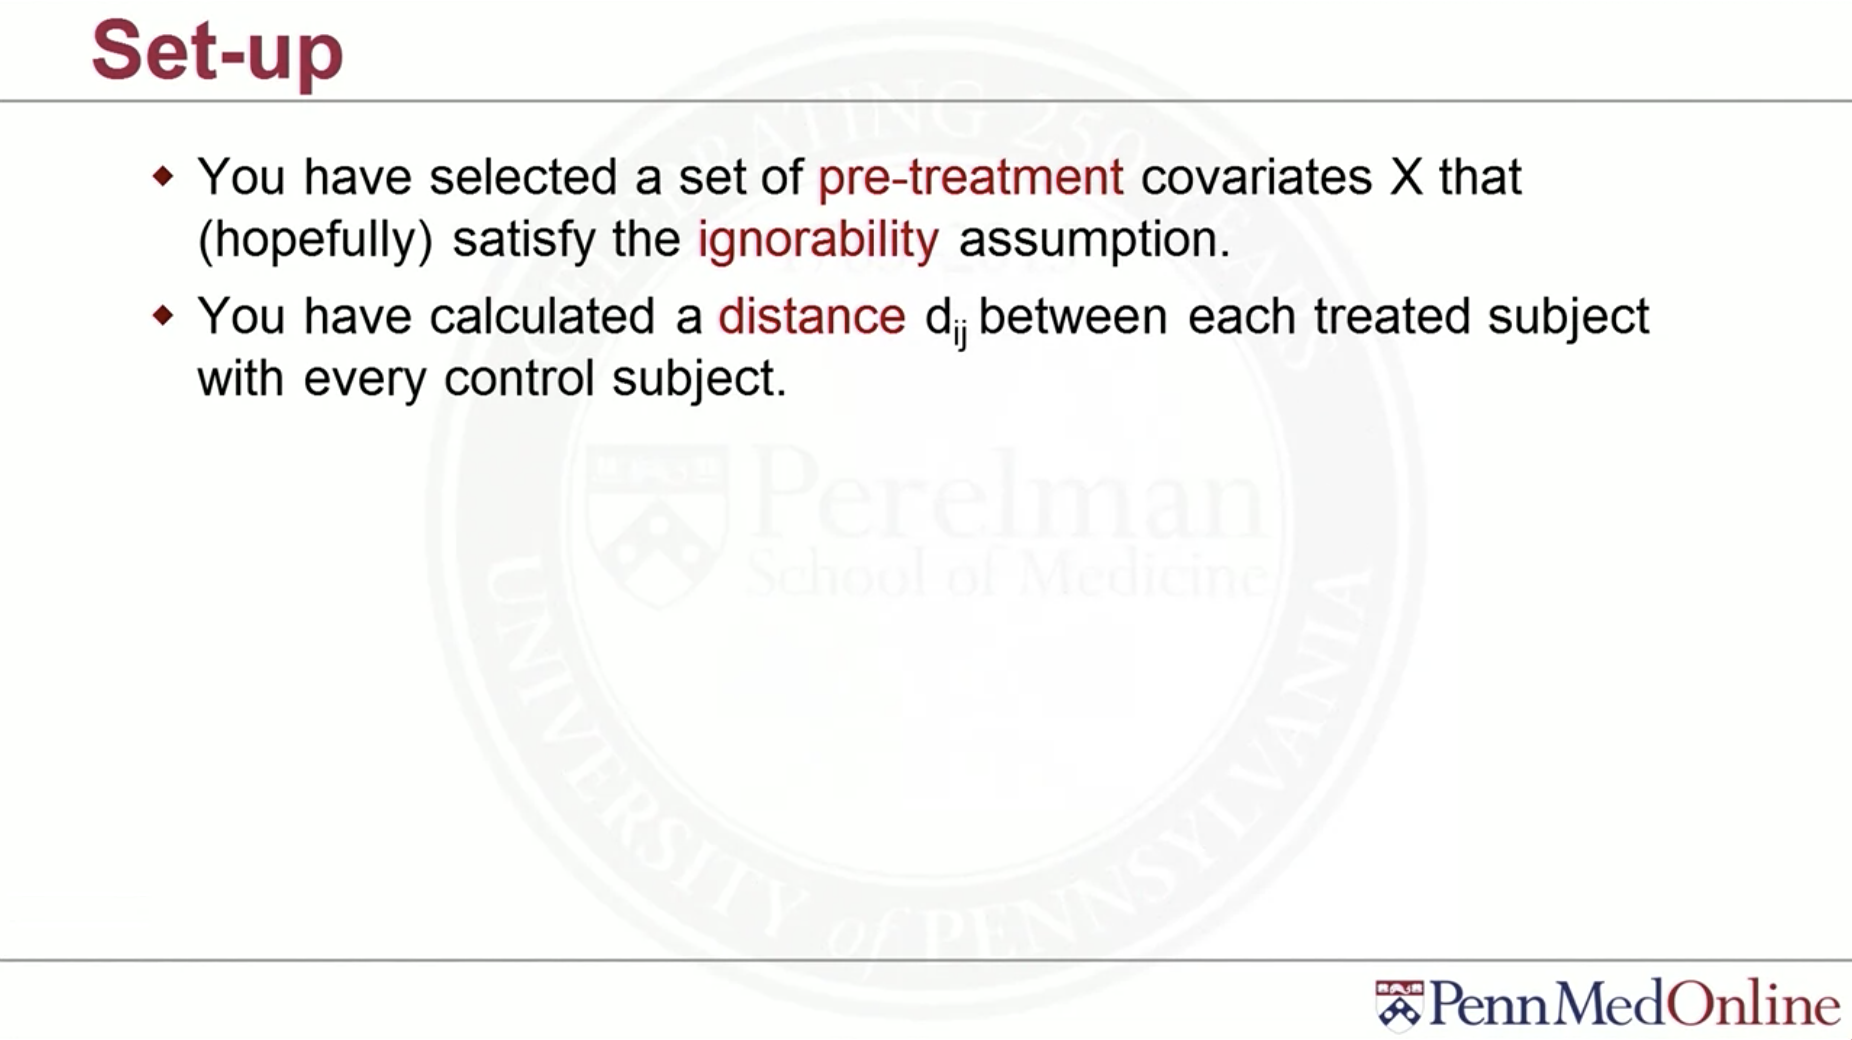 Set-up
You have selected a set of pre-treatment covariates X that
(hopefully) satisfy the ignorability assumption.
You have calculated a distance dij between each treated subject
with every control subject.
CELEBRATING 250 YEARS
Perelman
School of Medicine
UNIVERSITY of PENNSYLVANIA
PennMedOnline